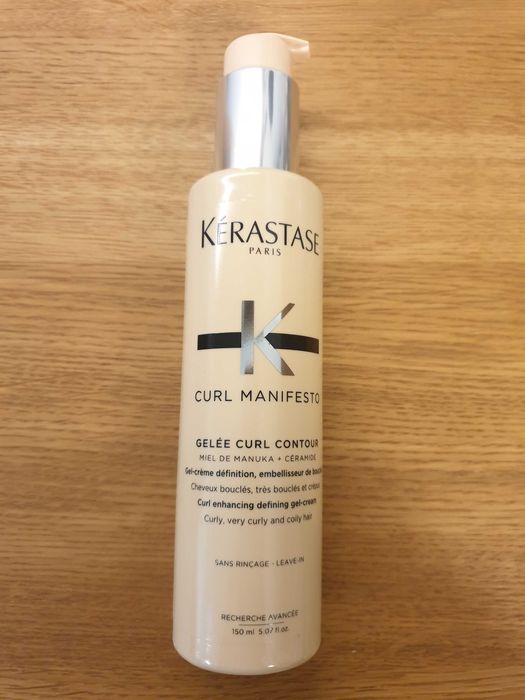 KÉRASTASE
PARIS
K
CURL MANIFESTO
GELÉE CURL CONTOUR
MIEL DE MANUKA + CÉRAMIDE
Gel-crème définition, embellisseur de
Cheveux bouclés, très bouclés et
Curl enhancing defining gel-cream
Curly, very curly and coily hair
SANS RINÇAGE - LEAVE-IN
RECHERCHE AVANCÉE
150 ml 5.07 fl.oz.